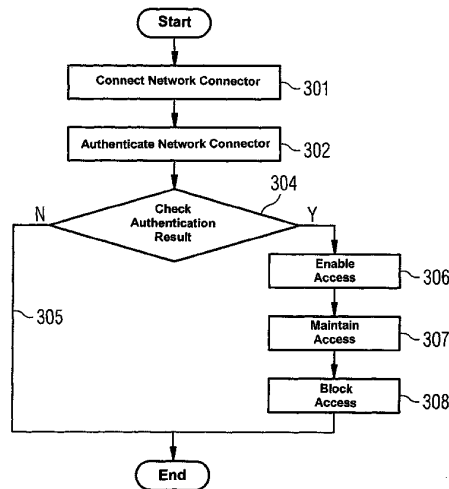 Start
Connect Network Connector
301
Authenticate Network Connector
302
304
N
Check
Authentication
Result
Y
Enable
Access
306
305
Maintain
Access
307
Block
Access
308
End